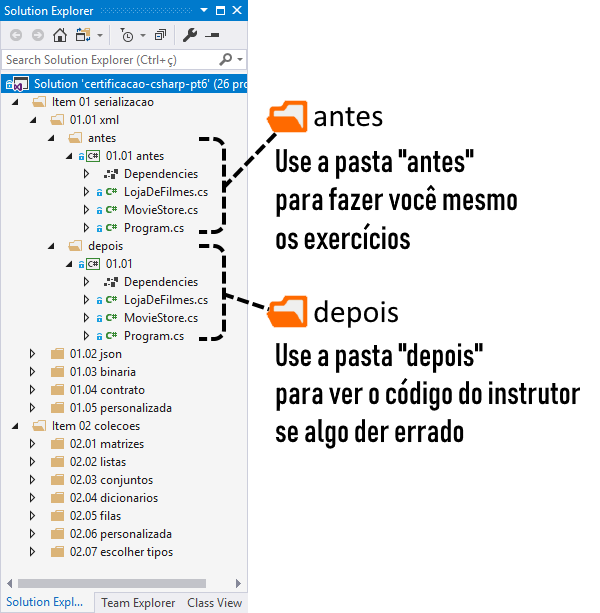 Solution Explorer
Search Solution Explorer (Ctrl+ç)
Solution 'certificacao-csharp-pt6' (26 pro
Item 01 serializacao
01.01 xml
antes
C# 01.01 antes
Dependencies
C# LojaDeFilmes.cs
C# MovieStore.cs
C# Program.cs
depois
C# 01.01
Dependencies
C# LojaDeFilmes.cs
C# MovieStore.cs
C# Program.cs
01.02 json
01.03 binaria
01.04 contrato
01.05 personalizada
Item 02 colecoes
02.01 matrizes
02.02 listas
02.03 conjuntos
02.04 dicionarios
02.05 filas
02.06 personalizada
02.07 escolher tipos
Solution Expl...
Team Explorer
Class View
antes
Use a pasta "antes"
para fazer você mesmo
os exercícios
depois
Use a pasta "depois"
para ver o código do instrutor
se algo der errado